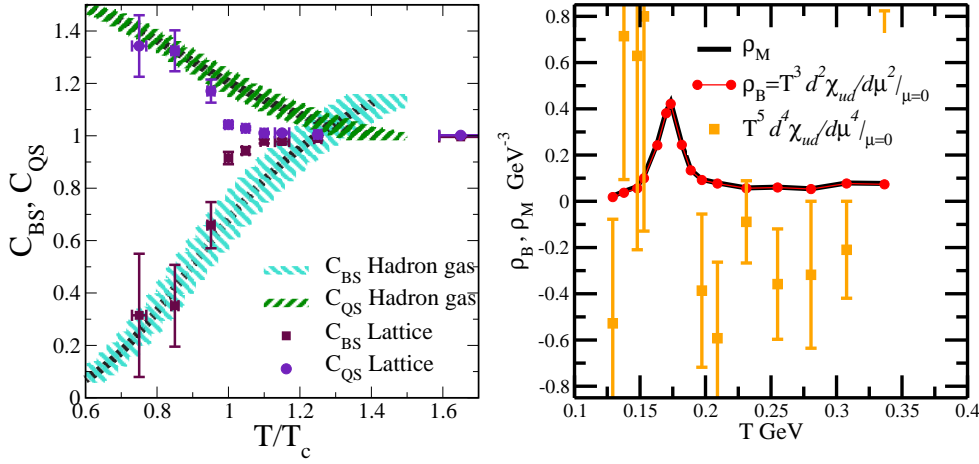 1.4
1.2
1
0.8
0.6
0.4
0.2
0
C_BS, C_QS
C_BS Hadron gas
C_QS Hadron gas
C_BS Lattice
C_QS Lattice
0.6 0.8 1 1.2 1.4 1.6
T/T_c
0.8
0.6
0.4
0.2
0
-0.2
-0.4
-0.6
-0.8
ρ_B, ρ_M GeV^-3
ρ_M
ρ_B=T^3 d^2χ_ud/dμ^2/_μ=0
T^5 d^4χ_ud/dμ^4/_μ=0
0.1 0.15 0.2 0.25 0.3 0.35 0.4
T GeV